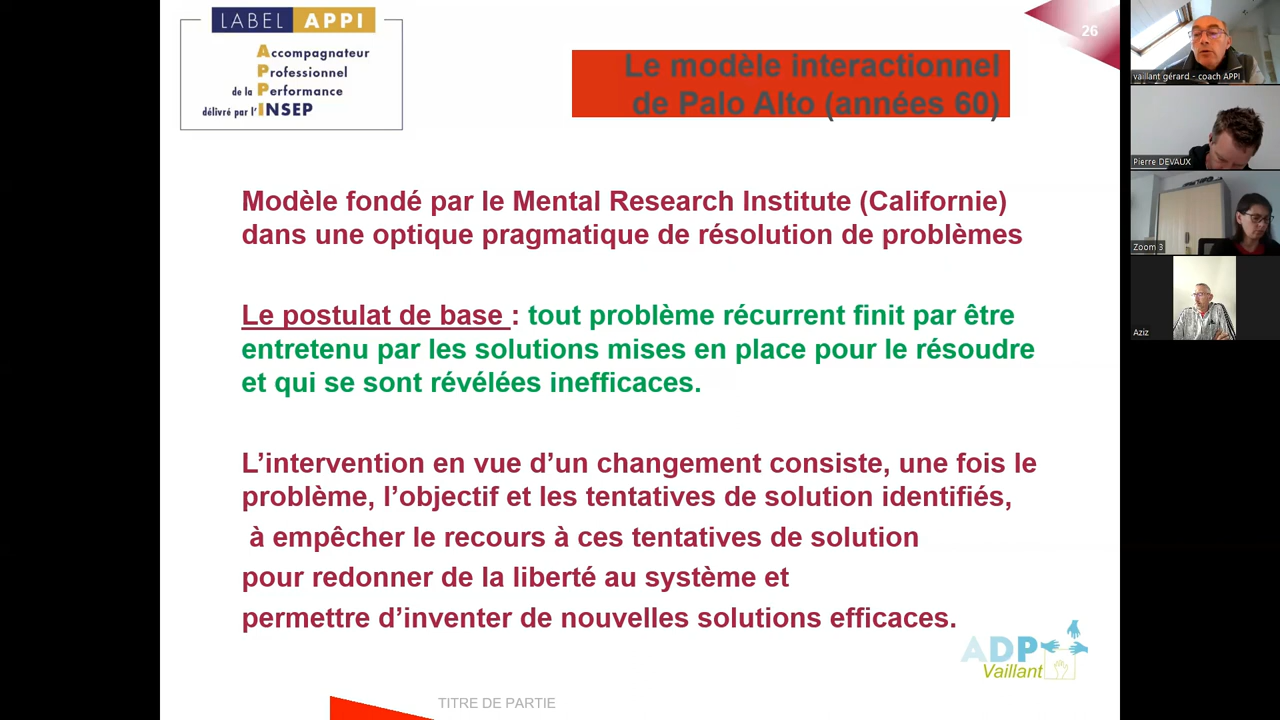 LABEL APPI
Accompagnateur
Professionnel
de la Performance
délivré par l'INSEP
26
Le modèle interactionnel
de Palo Alto (années 60)
Modèle fondé par le Mental Research Institute (Californie)
dans une optique pragmatique de résolution de problèmes
Le postulat de base : tout problème récurrent finit par être
entretenu par les solutions mises en place pour le résoudre
et qui se sont révélées inefficaces.
L’intervention en vue d’un changement consiste, une fois le
problème, l’objectif et les tentatives de solution identifiés,
à empêcher le recours à ces tentatives de solution
pour redonner de la liberté au système et
permettre d’inventer de nouvelles solutions efficaces.
ADP
Vaillant
TITRE DE PARTIE
vaillant gérard - coach APPI
Pierre DEVAUX
Zoom 3
Aziz